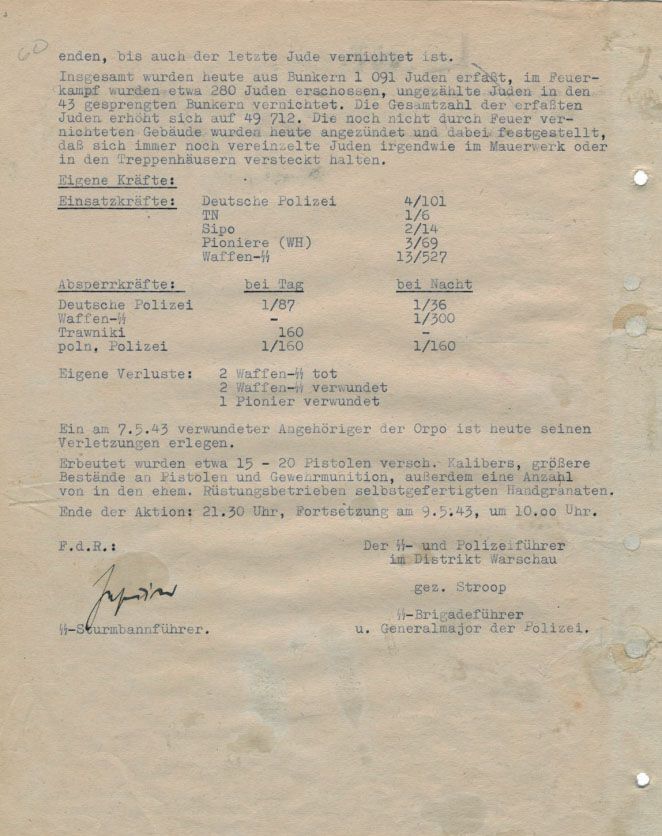 60
enden, bis auch der letzte Jude vernichtet ist.
Insgesamt wurden heute aus Bunkern 1 091 Juden erfaßt, im Feuer-
kampf wurden etwa 280 Juden erschossen, ungezählte Juden in den
43 gesprengten Bunkern vernichtet. Die Gesamtzahl der erfaßten
Juden erhöht sich auf 49 712. Die noch nicht durch Feuer ver-
nichteten Gebäude wurden heute angezündet und dabei festgestellt,
daß sich immer noch vereinzelte Juden irgendwie im Mauerwerk oder
in den Treppenhäusern versteckt halten.
Eigene Kräfte:
Einsatzkräfte: Deutsche Polizei 4/101
TN 1/6
Sipo 2/14
Pioniere (WH) 3/69
Waffen-ᛋᛋ 13/527
Absperrkräfte: bei Tag bei Nacht
Deutsche Polizei 1/87 1/36
Waffen-ᛋᛋ - 1/300
Trawniki 160 -
poln. Polizei 1/160 1/160
Eigene Verluste: 2 Waffen-ᛋᛋ tot
2 Waffen-ᛋᛋ verwundet
1 Pionier verwundet
Ein am 7.5.43 verwundeter Angehöriger der Orpo ist heute seinen
Verletzungen erlegen.
Erbeutet wurden etwa 15 - 20 Pistolen versch. Kalibers, größere
Bestände an Pistolen und Gewehrmunition, außerdem eine Anzahl
von in den ehem. Rüstungsbetrieben selbstgefertigten Handgranaten.
Ende der Aktion: 21.30 Uhr, Fortsetzung am 9.5.43, um 10.oo Uhr.
F.d.R.: Der ᛋᛋ- und Polizeiführer
im Distrikt Warschau
gez. Stroop
ᛋᛋ-Brigadeführer
ᛋᛋ-Sturmbannführer. u. Generalmajor der Polizei.